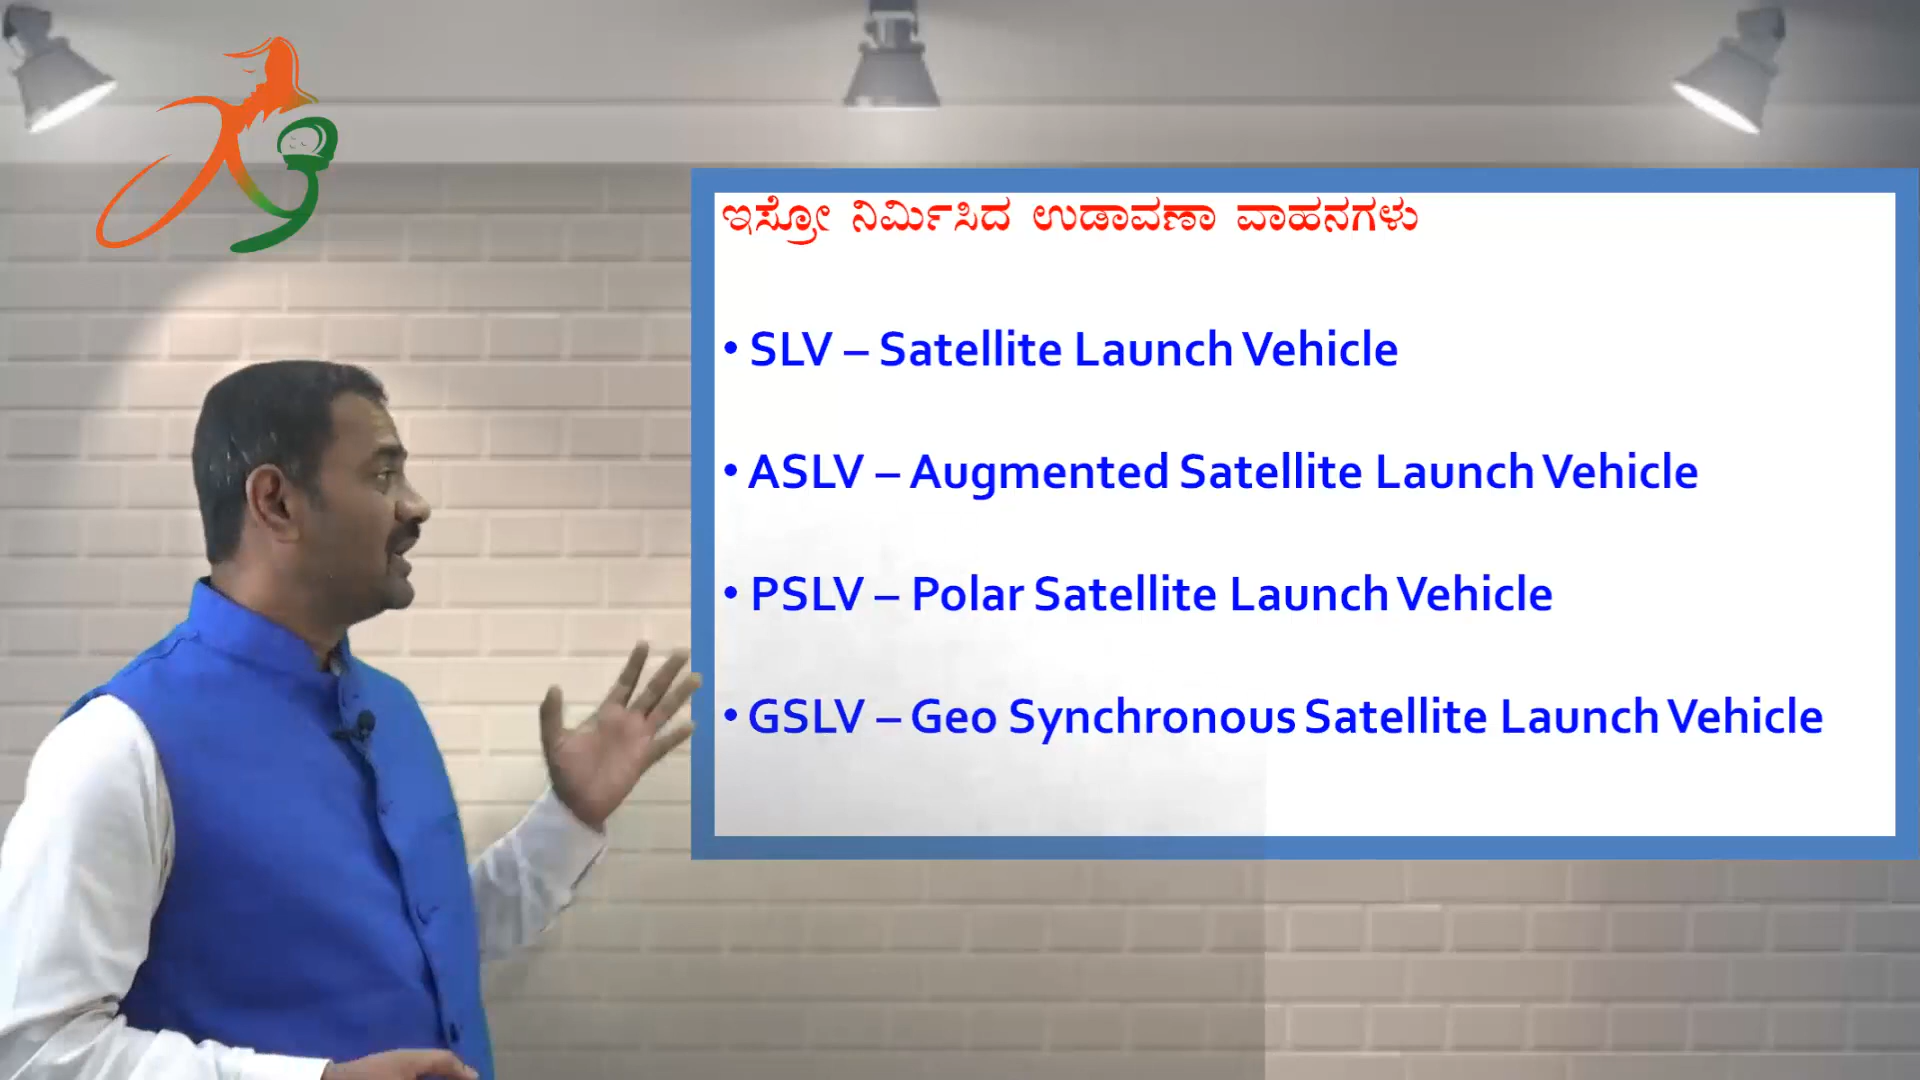 ಇಸ್ರೋ ನಿರ್ಮಿಸಿದ ಉಡಾವಣಾ ವಾಹನಗಳು
• SLV – Satellite Launch Vehicle
• ASLV – Augmented Satellite Launch Vehicle
• PSLV – Polar Satellite Launch Vehicle
• GSLV – Geo Synchronous Satellite Launch Vehicle